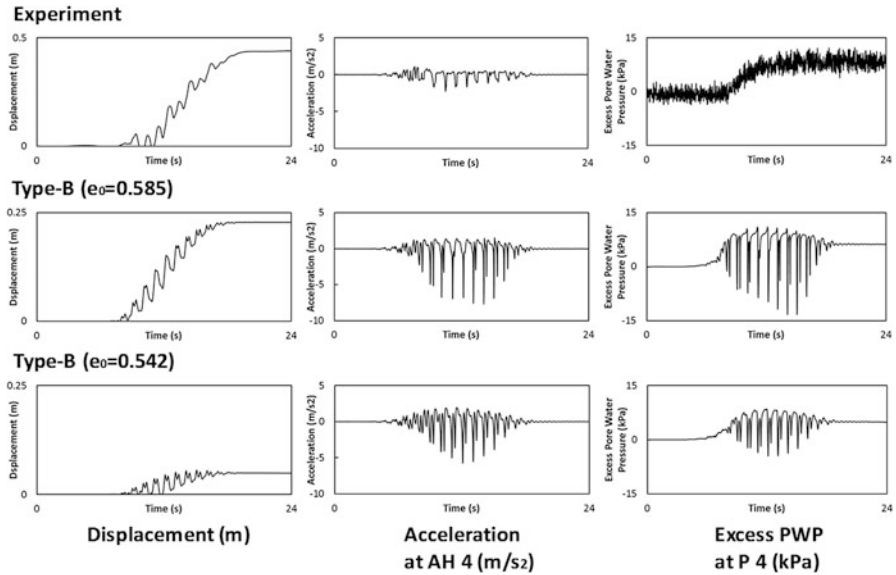 Experiment
Dsplacement (m)
0.5
0
0
Time (s)
24
Acceleration (m/s2)
5
0
-5
-10
0
Time (s)
24
Excess Pore Water
Pressure (kPa)
15
0
-15
0
Time (s)
24
Type-B (e0=0.585)
Dsplacement (m)
0.25
0
0
Time (s)
24
Acceleration (m/s2)
5
0
-5
-10
0
Time (s)
24
Excess Pore Water
Pressure (kPa)
15
0
-15
0
Time (s)
24
Type-B (e0=0.542)
Dsplacement (m)
0.25
0
0
Time (s)
24
Acceleration (m/s2)
5
0
-5
-10
0
Time (s)
24
Excess Pore Water
Pressure (kPa)
15
0
-15
0
Time (s)
24
Displacement (m)
Acceleration
at AH 4 (m/s2)
Excess PWP
at P 4 (kPa)